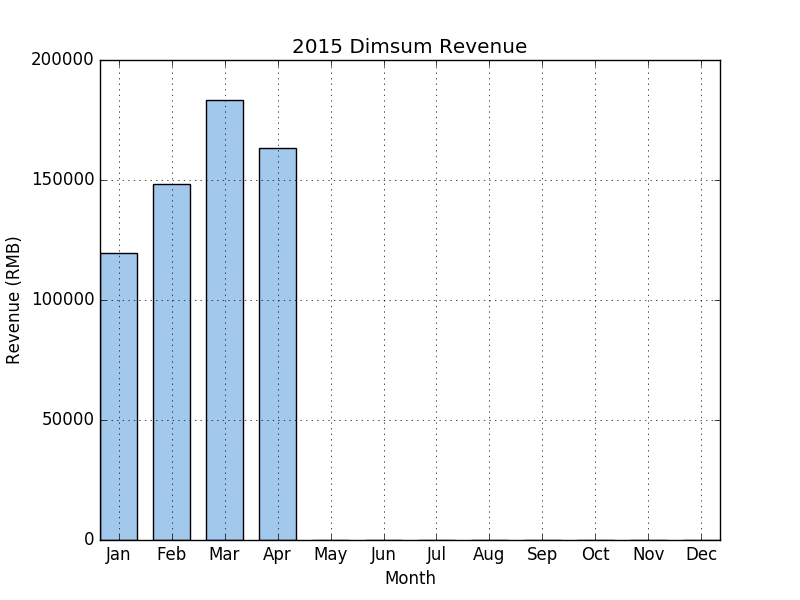 2015 Dimsum Revenue
200000
150000
100000
50000
0
Revenue (RMB)
Jan Feb Mar Apr May Jun Jul Aug Sep Oct Nov Dec
Month